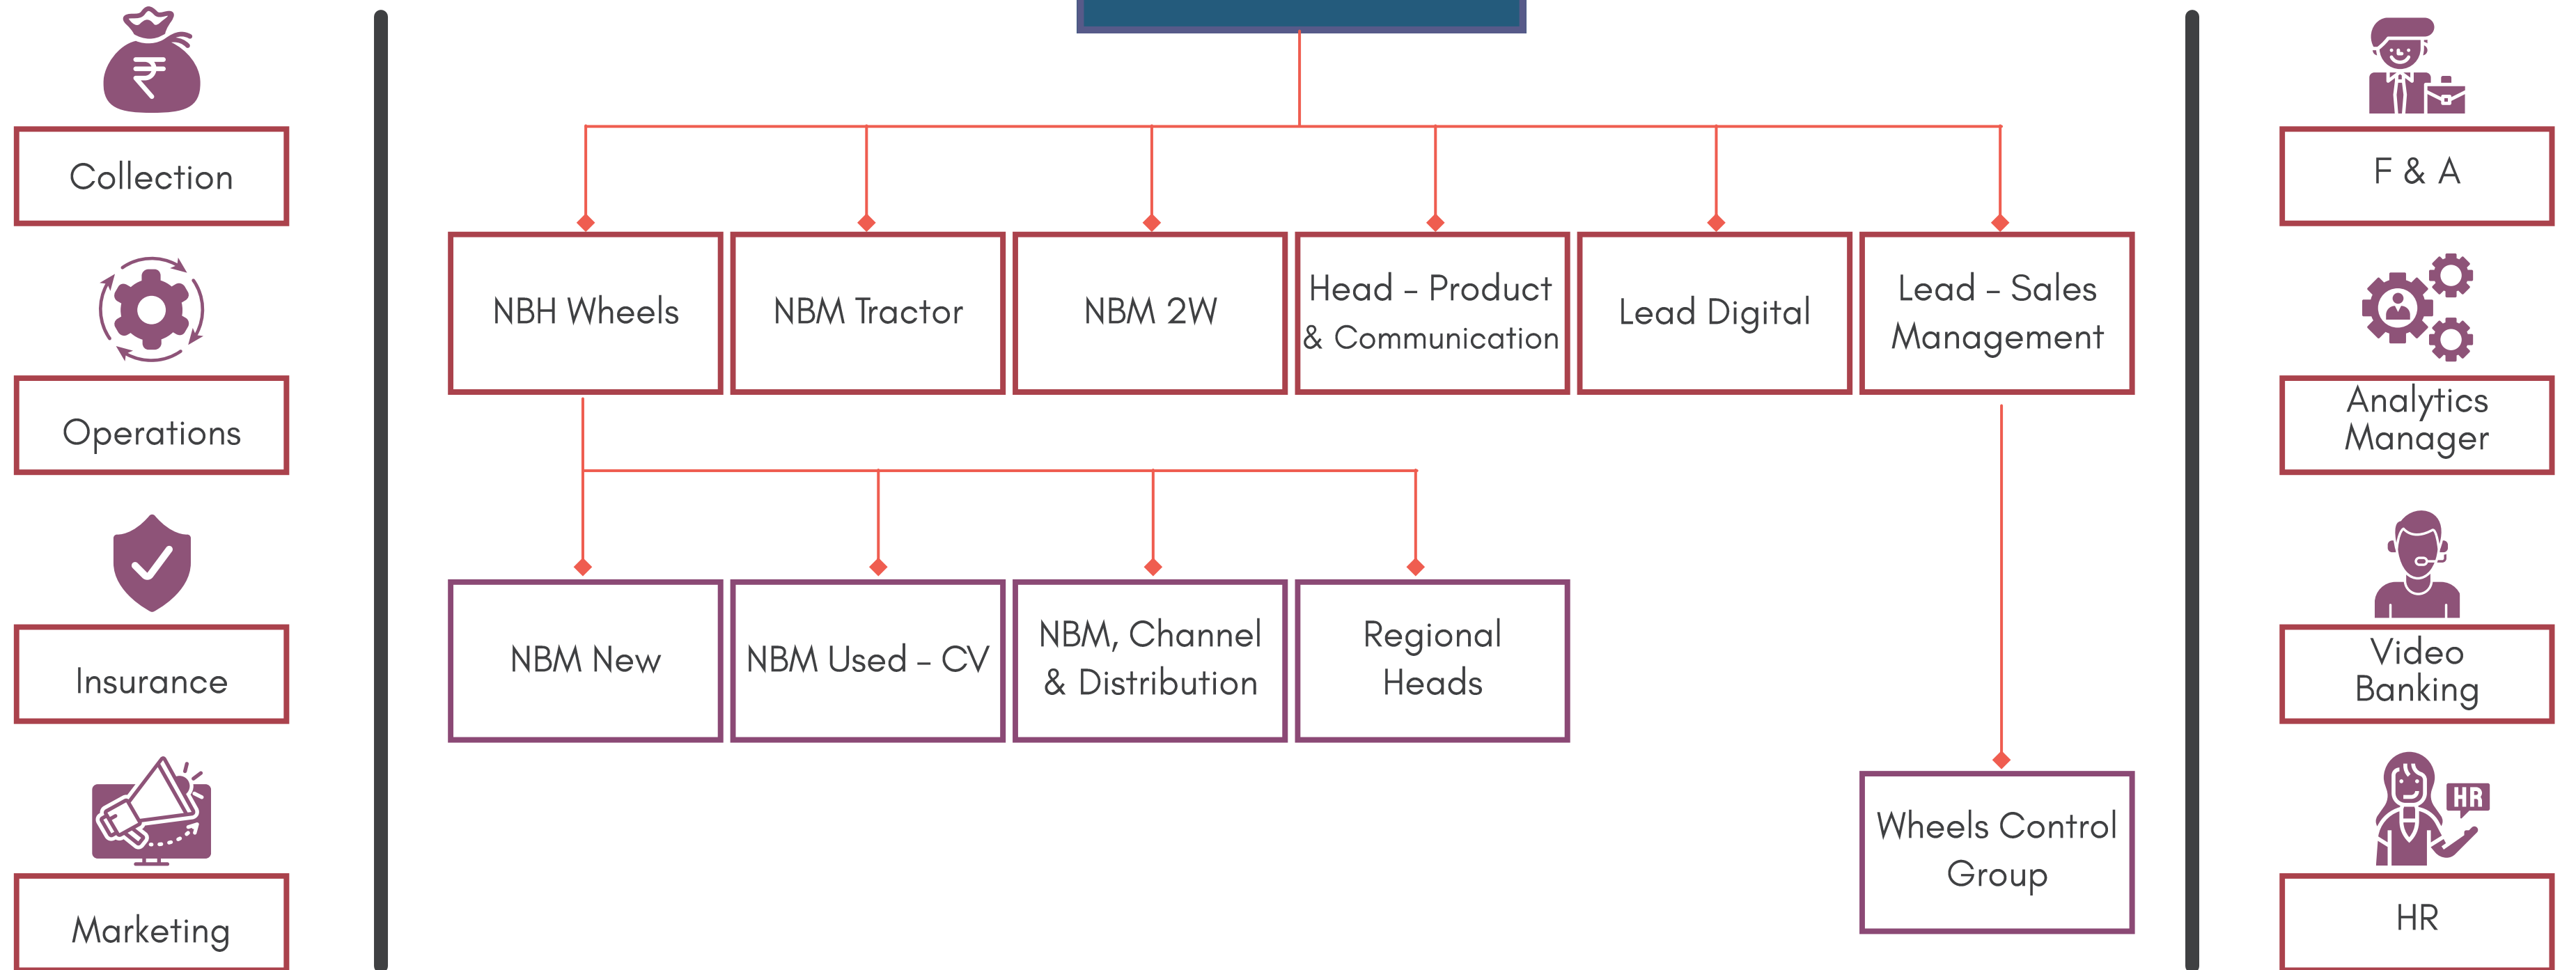 Collection
Operations
Insurance
Marketing
NBH Wheels
NBM Tractor
NBM 2W
Head - Product
& Communication
Lead Digital
Lead - Sales
Management
NBM New
NBM Used - CV
NBM, Channel
& Distribution
Regional
Heads
Wheels Control
Group
F & A
Analytics
Manager
Video
Banking
HR
HR